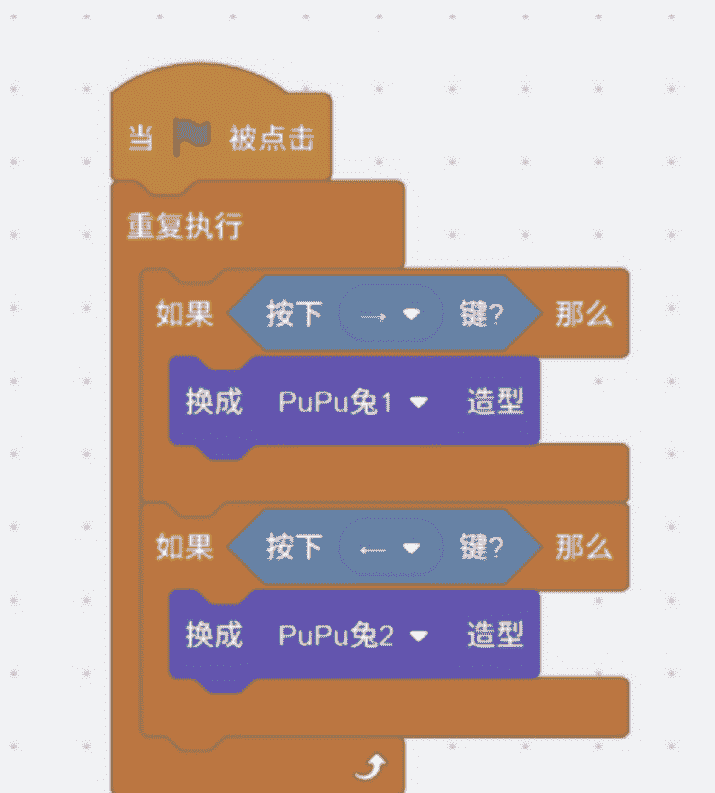 当 被点击
重复执行
如果 按下 → 键? 那么
换成 PuPu兔1 造型
如果 按下 ← 键? 那么
换成 PuPu兔2 造型